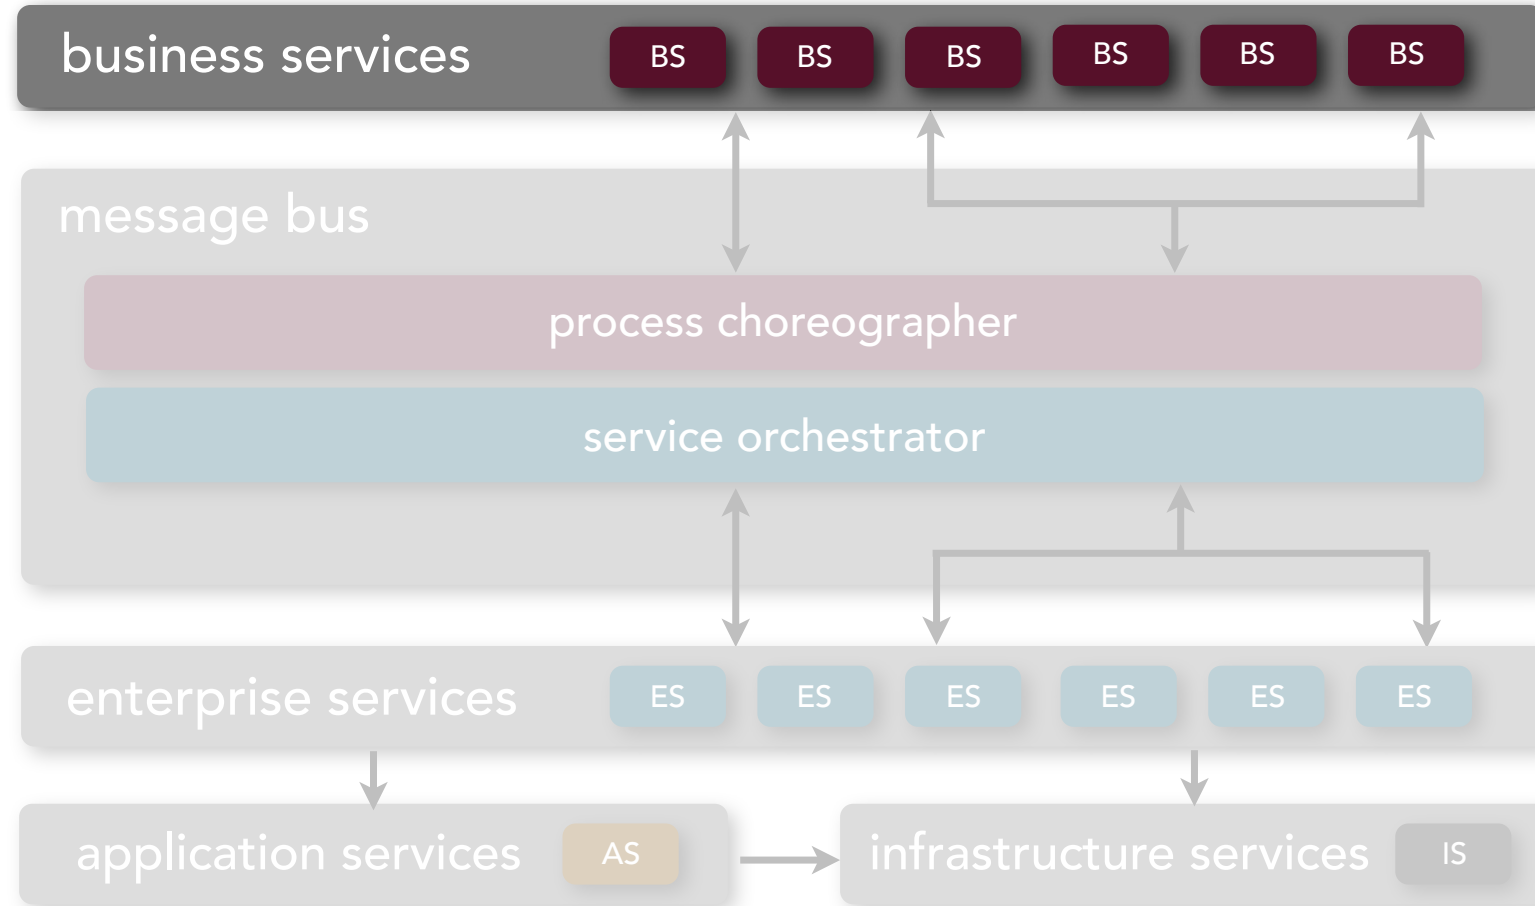 business services BS BS BS BS BS BS
message bus
process choreographer
service orchestrator
enterprise services ES ES ES ES ES ES
application services AS infrastructure services IS